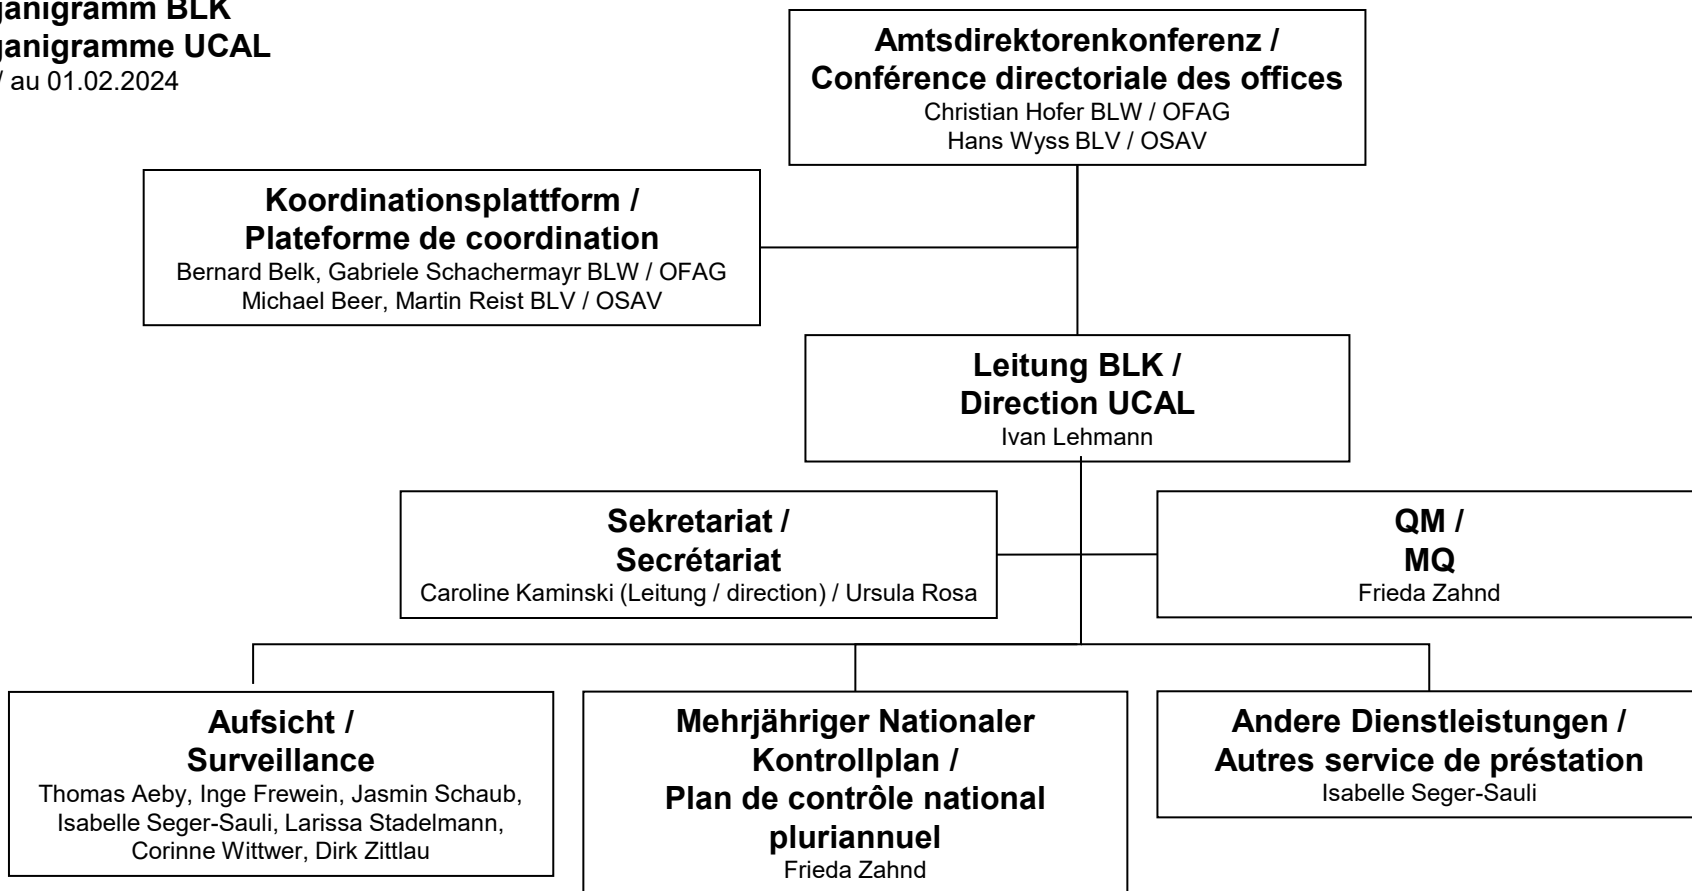 ganigramm BLK
ganigramme UCAL
/ au 01.02.2024
Amtsdirektorenkonferenz /
Conférence directoriale des offices
Christian Hofer BLW / OFAG
Hans Wyss BLV / OSAV
Koordinationsplattform /
Plateforme de coordination
Bernard Belk, Gabriele Schachermayr BLW / OFAG
Michael Beer, Martin Reist BLV / OSAV
Leitung BLK /
Direction UCAL
Ivan Lehmann
Sekretariat /
Secrétariat
Caroline Kaminski (Leitung / direction) / Ursula Rosa
QM /
MQ
Frieda Zahnd
Aufsicht /
Surveillance
Thomas Aeby, Inge Frewein, Jasmin Schaub,
Isabelle Seger-Sauli, Larissa Stadelmann,
Corinne Wittwer, Dirk Zittlau
Mehrjähriger Nationaler
Kontrollplan /
Plan de contrôle national
pluriannuel
Frieda Zahnd
Andere Dienstleistungen /
Autres service de préstation
Isabelle Seger-Sauli